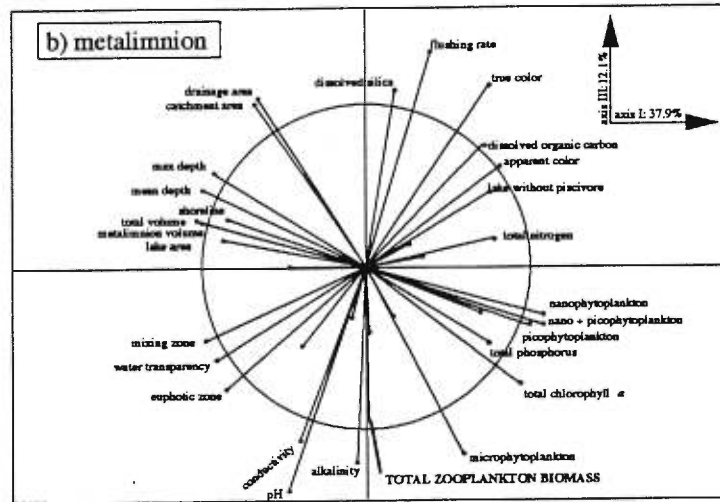 b) metalimnion
flushing rate
dissolved silica
true color
drainage area
catchment area
axis III: 12.1%
axis I: 37.9%
dissolved organic carbon
apparent color
lake without piscivore
max depth
mean depth
shoreline
total volume
metalimnion volume
lake area
total nitrogen
nanophytoplankton
nano + picophytoplankton
picophytoplankton
total phosphorus
mixing zone
water transparency
euphotic zone
total chlorophyll a
conductivity
alkalinity
microphytoplankton
pH
TOTAL ZOOPLANKTON BIOMASS